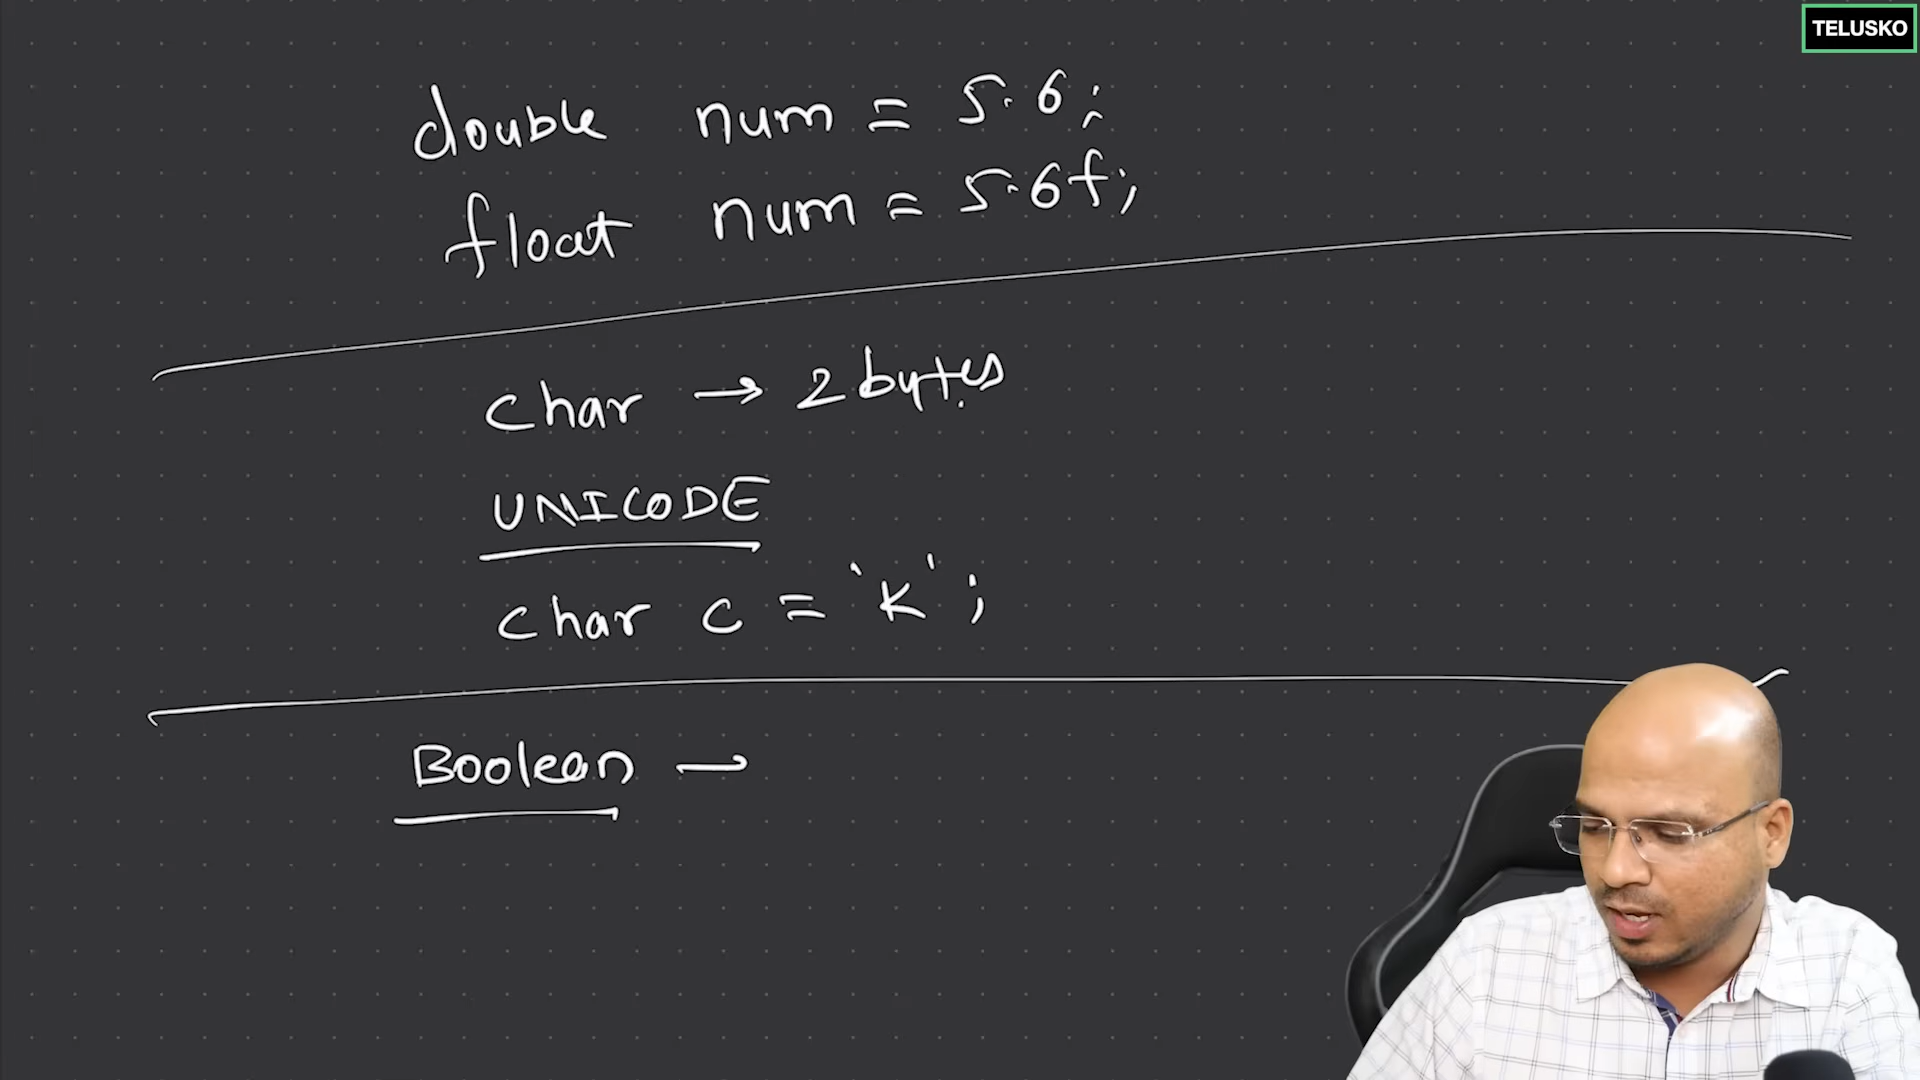 TELUSKO
double num = 5.6;
float num = 5.6f;
char → 2 bytes
UNICODE
char c = 'K';
Boolean →